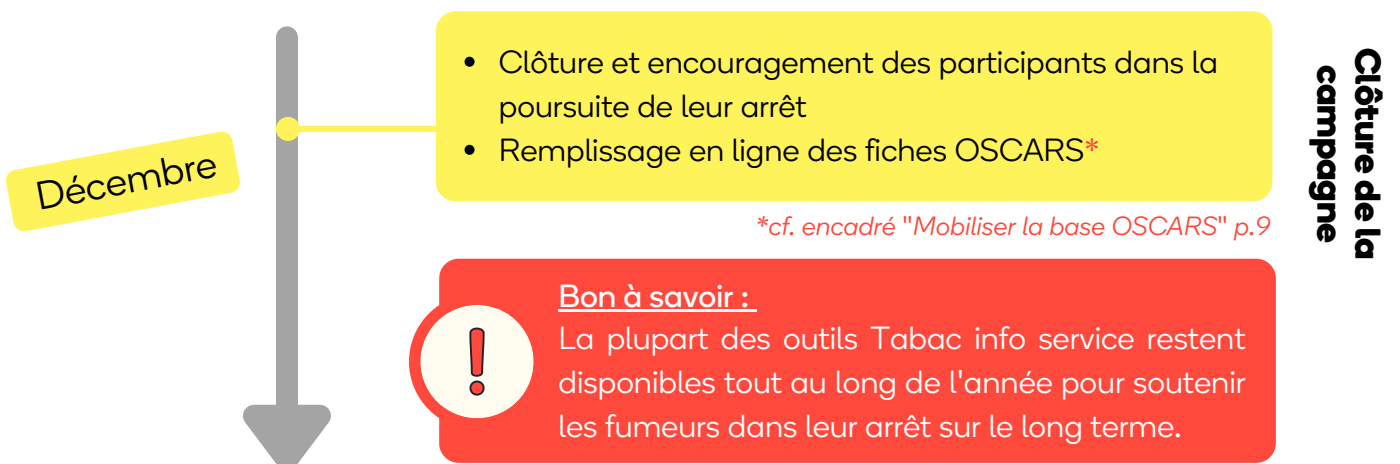 Décembre
• Clôture et encouragement des participants dans la
poursuite de leur arrêt
• Remplissage en ligne des fiches OSCARS*
*cf. encadré "Mobiliser la base OSCARS" p.9
Clôture de la
campagne
Bon à savoir :
La plupart des outils Tabac info service restent
disponibles tout au long de l'année pour soutenir
les fumeurs dans leur arrêt sur le long terme.